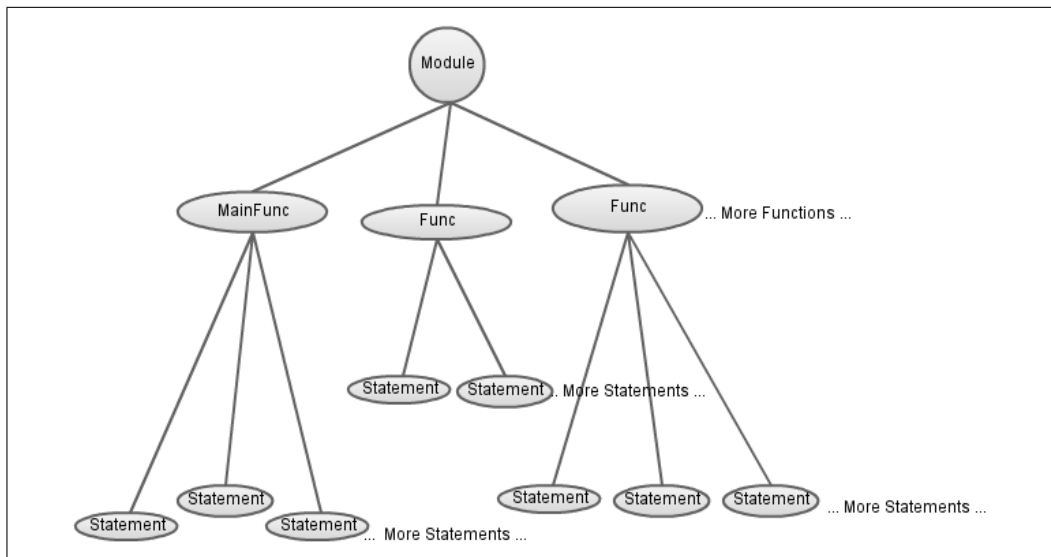 Module
MainFunc
Func
Func
... More Functions ...
Statement
Statement
.. More Statements ...
Statement
Statement
Statement
... More Statements ...
Statement
Statement
Statement
... More Statements ...